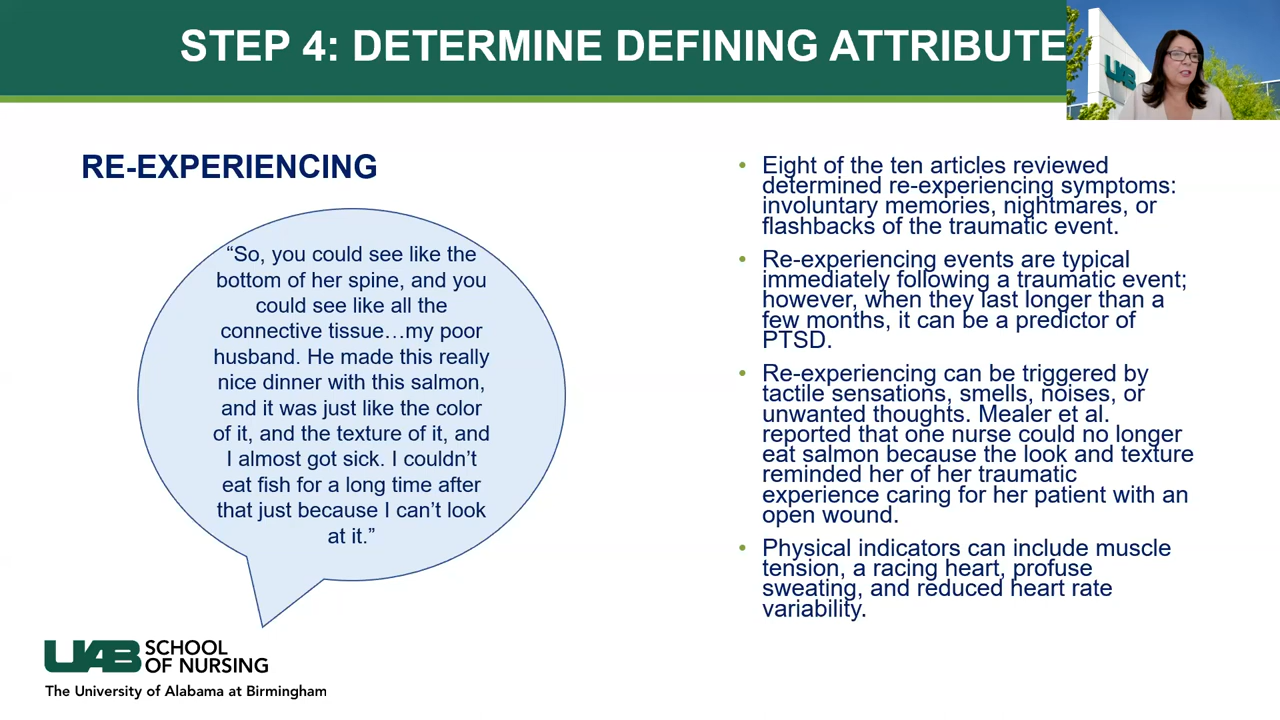 STEP 4: DETERMINE DEFINING ATTRIBUTE
UAB
RE-EXPERIENCING
“So, you could see like the
bottom of her spine, and you
could see like all the
connective tissue…my poor
husband. He made this really
nice dinner with this salmon,
and it was just like the color
of it, and the texture of it, and
I almost got sick. I couldn’t
eat fish for a long time after
that just because I can’t look
at it.”
• Eight of the ten articles reviewed
determined re-experiencing symptoms:
involuntary memories, nightmares, or
flashbacks of the traumatic event.
• Re-experiencing events are typical
immediately following a traumatic event;
however, when they last longer than a
few months, it can be a predictor of
PTSD.
• Re-experiencing can be triggered by
tactile sensations, smells, noises, or
unwanted thoughts. Mealer et al.
reported that one nurse could no longer
eat salmon because the look and texture
reminded her of her traumatic
experience caring for her patient with an
open wound.
• Physical indicators can include muscle
tension, a racing heart, profuse
sweating, and reduced heart rate
variability.
UAB SCHOOL
OF NURSING
The University of Alabama at Birmingham